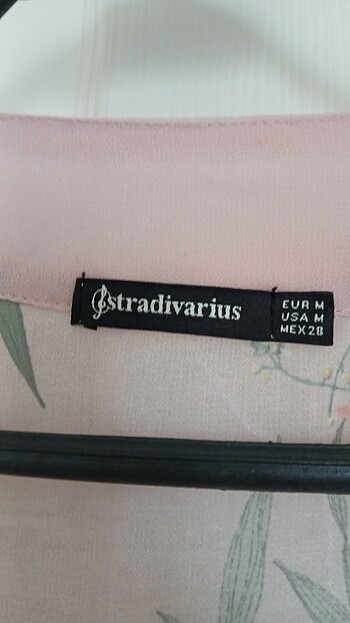 stradivarius
EUR M
USA M
MEX 28